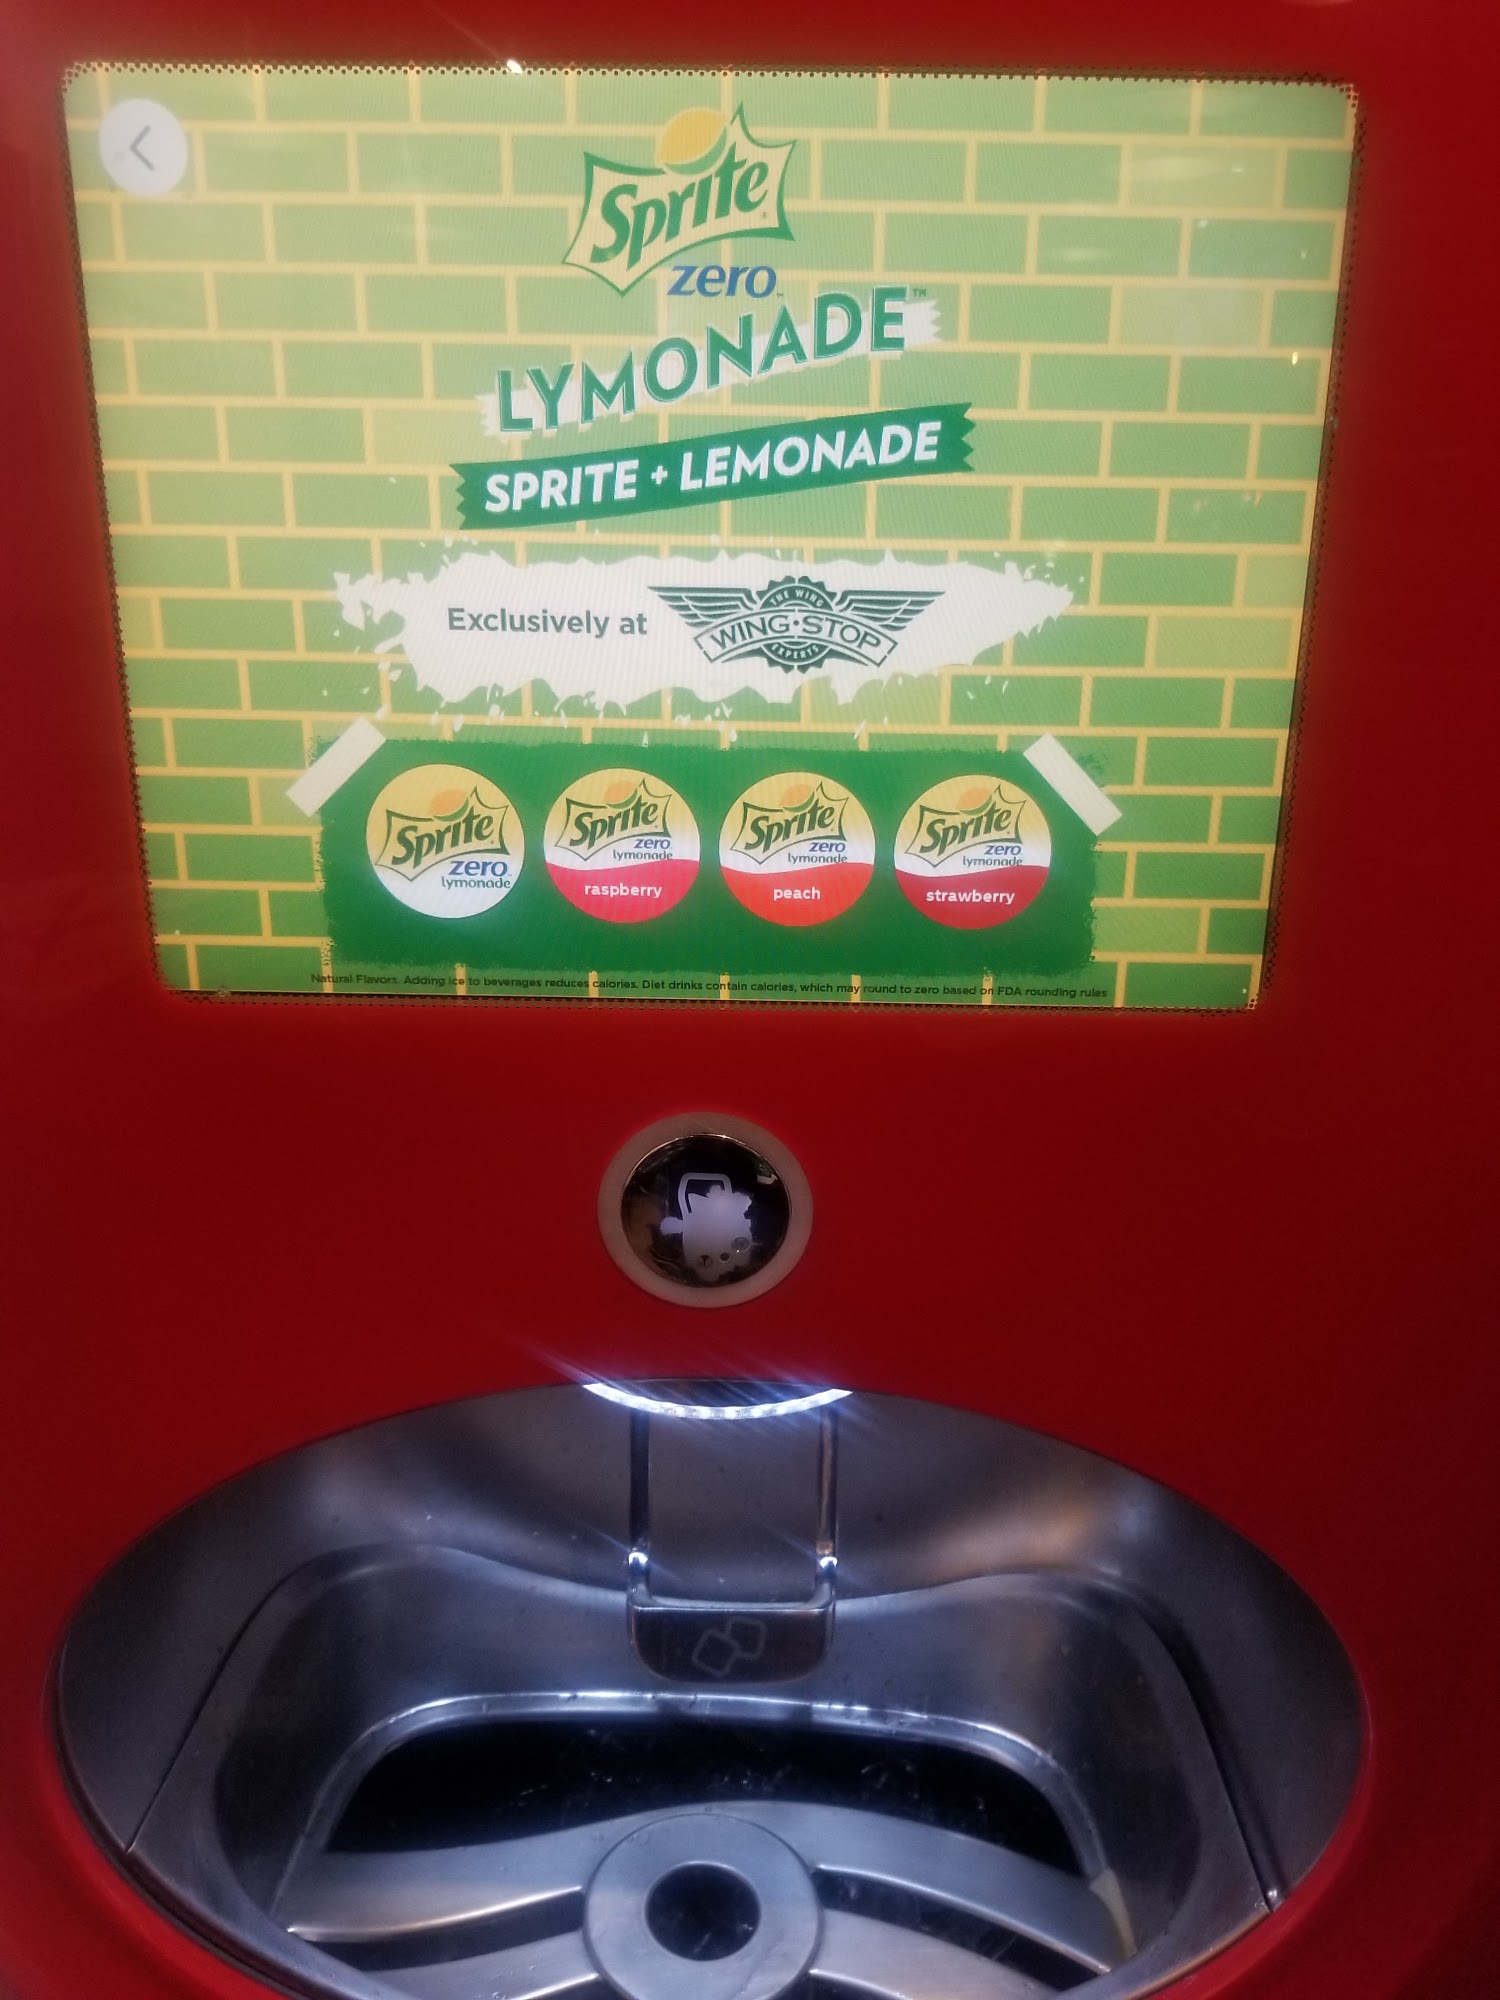 Sprite
zero™
LYMONADE™
SPRITE + LEMONADE
Exclusively at
THE WING
WING·STOP
EXPERTS
Sprite
zero™
lymonade
Sprite
zero
lymonade
raspberry
Sprite
zero
lymonade
peach
Sprite
zero
lymonade
strawberry
Natural Flavors. Adding ice to beverages reduces calories. Diet drinks contain calories, which may round to zero based on FDA rounding rules